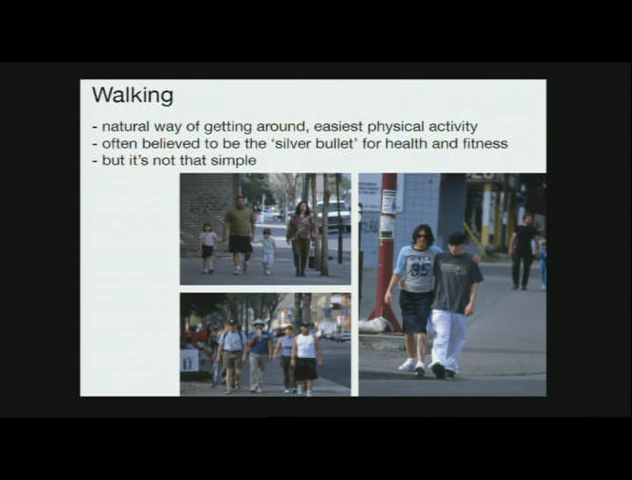 Walking
- natural way of getting around, easiest physical activity
- often believed to be the 'silver bullet' for health and fitness
- but it's not that simple
35